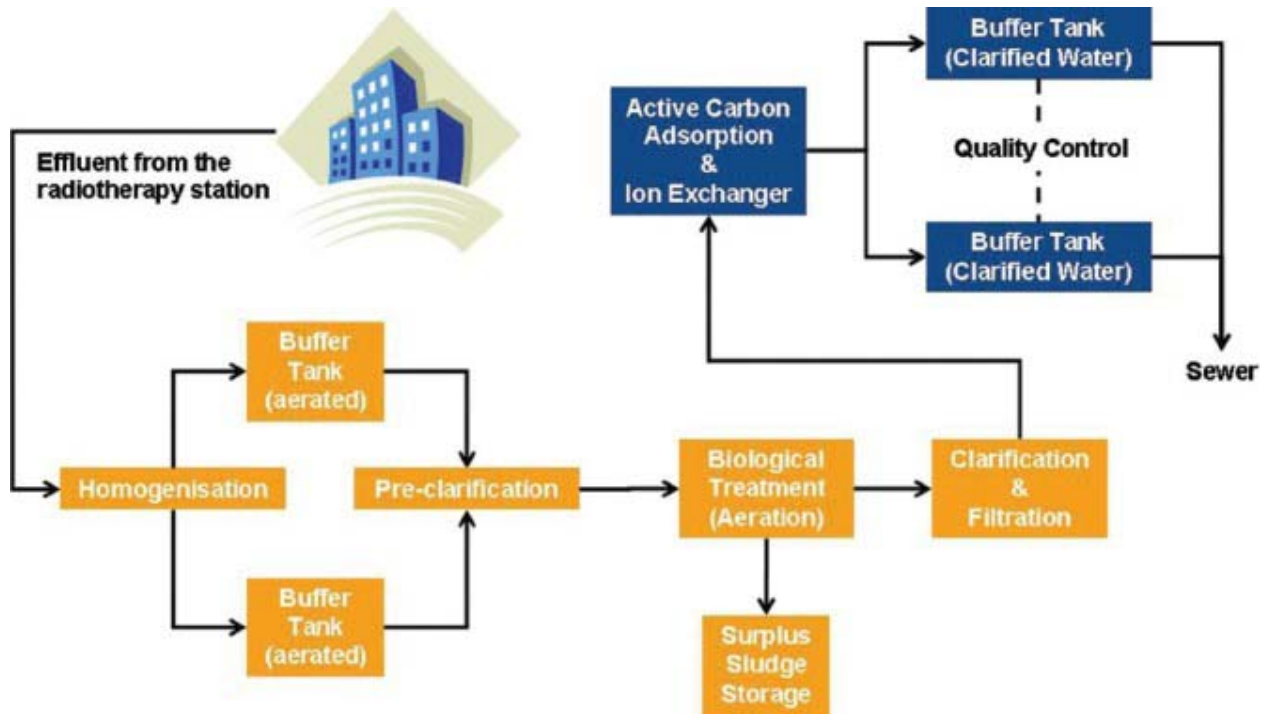 Effluent from the
radiotherapy station
Homogenisation
Buffer
Tank
(aerated)
Buffer
Tank
(aerated)
Pre-clarification
Biological
Treatment
(Aeration)
Surplus
Sludge
Storage
Clarification
&
Filtration
Active Carbon
Adsorption
&
Ion Exchanger
Buffer Tank
(Clarified Water)
Quality Control
Buffer Tank
(Clarified Water)
Sewer